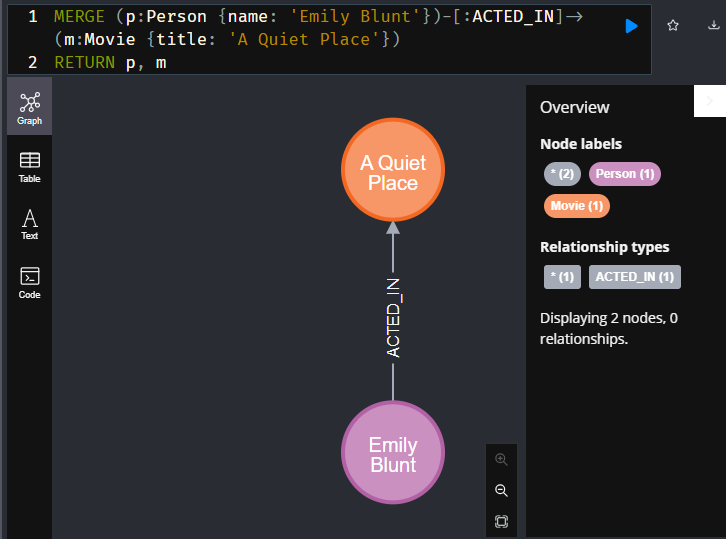 1 MERGE (p:Person {name: 'Emily Blunt'})-[:ACTED_IN]->
(m:Movie {title: 'A Quiet Place'})
2 RETURN p, m
Graph
Table
Text
Code
A Quiet
Place
ACTED_IN
Emily
Blunt
Overview
Node labels
* (2) Person (1)
Movie (1)
Relationship types
* (1) ACTED_IN (1)
Displaying 2 nodes, 0
relationships.